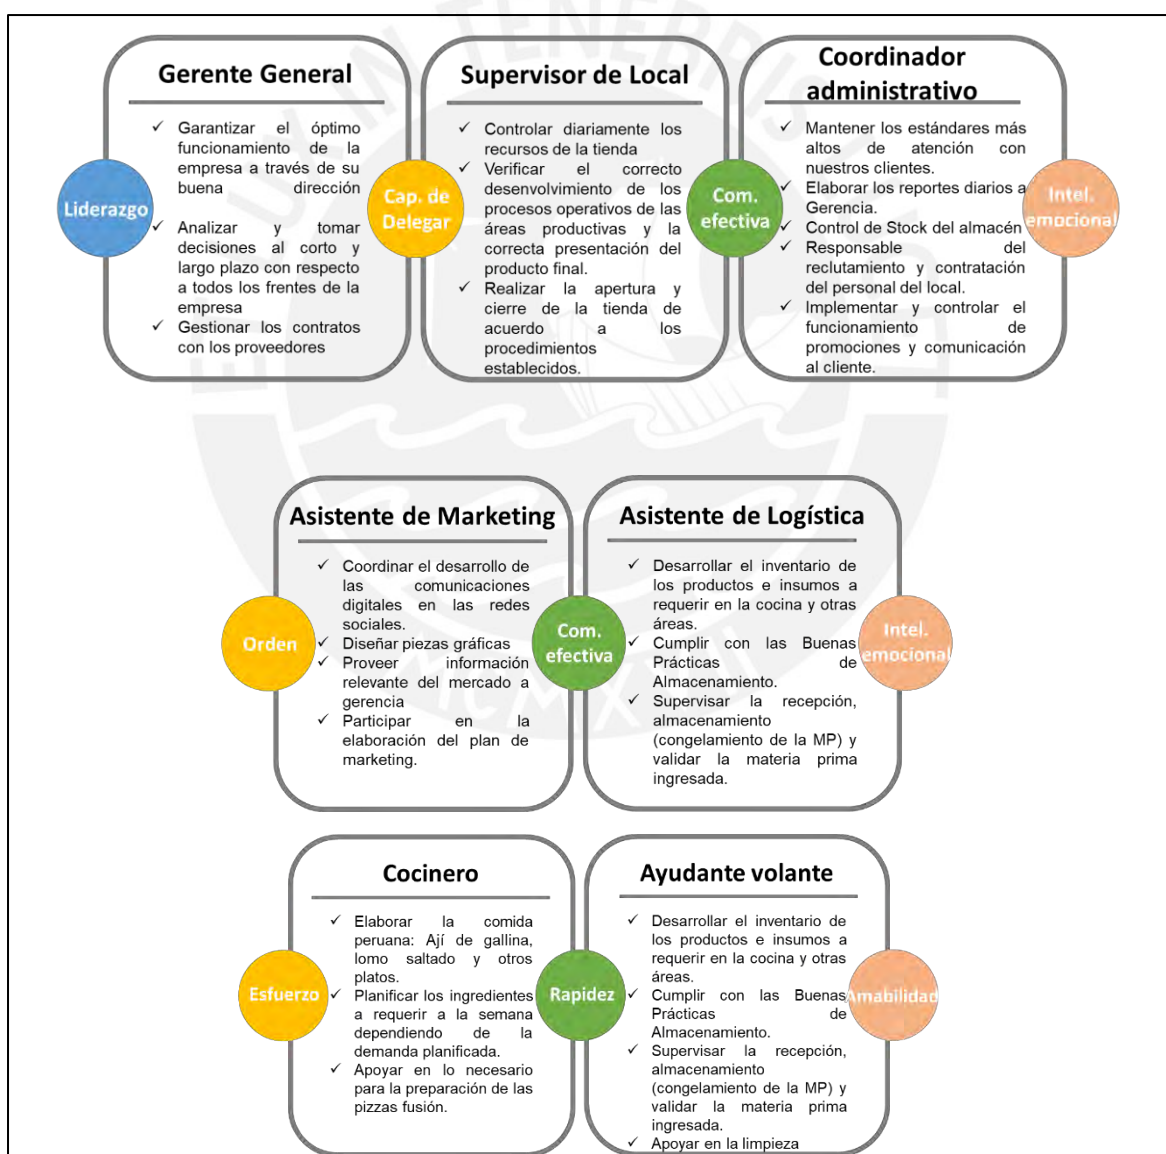 Gerente General
✓ Garantizar el óptimo
funcionamiento de la
empresa a través de su
buena dirección
✓ Analizar y tomar
decisiones al corto y
largo plazo con respecto
a todos los frentes de la
empresa
✓ Gestionar los contratos
con los proveedores
Liderazgo
Supervisor de Local
✓ Controlar diariamente los
recursos de la tienda
✓ Verificar el correcto
desenvolvimiento de los
procesos operativos de las
áreas productivas y la
correcta presentación del
producto final.
✓ Realizar la apertura y
cierre de la tienda de
acuerdo a los
procedimientos
establecidos.
Cap. de
Delegar
Coordinador
administrativo
✓ Mantener los estándares más
altos de atención con
nuestros clientes.
✓ Elaborar los reportes diarios a
Gerencia.
✓ Control de Stock del almacén
✓ Responsable del
reclutamiento y contratación
del personal del local.
✓ Implementar y controlar el
funcionamiento de
promociones y comunicación
al cliente.
Com.
efectiva
Intel.
emocional
Asistente de Marketing
✓ Coordinar el desarrollo de
las comunicaciones
digitales en las redes
sociales.
✓ Diseñar piezas gráficas
✓ Proveer información
relevante del mercado a
gerencia
✓ Participar en la
elaboración del plan de
marketing.
Orden
Asistente de Logística
✓ Desarrollar el inventario de
los productos e insumos a
requerir en la cocina y otras
áreas.
✓ Cumplir con las Buenas
Prácticas de
Almacenamiento.
✓ Supervisar la recepción,
almacenamiento
(congelamiento de la MP) y
validar la materia prima
ingresada.
Com.
efectiva
Intel.
emocional
Cocinero
✓ Elaborar la comida
peruana: Ají de gallina,
lomo saltado y otros
platos.
✓ Planificar los ingredientes
a requerir a la semana
dependiendo de la
demanda planificada.
✓ Apoyar en lo necesario
para la preparación de las
pizzas fusión.
Esfuerzo
Ayudante volante
✓ Desarrollar el inventario de
los productos e insumos a
requerir en la cocina y otras
áreas.
✓ Cumplir con las Buenas
Prácticas de
Almacenamiento.
✓ Supervisar la recepción,
almacenamiento
(congelamiento de la MP) y
validar la materia prima
ingresada.
✓ Apoyar en la limpieza
Rapidez
Amabilidad